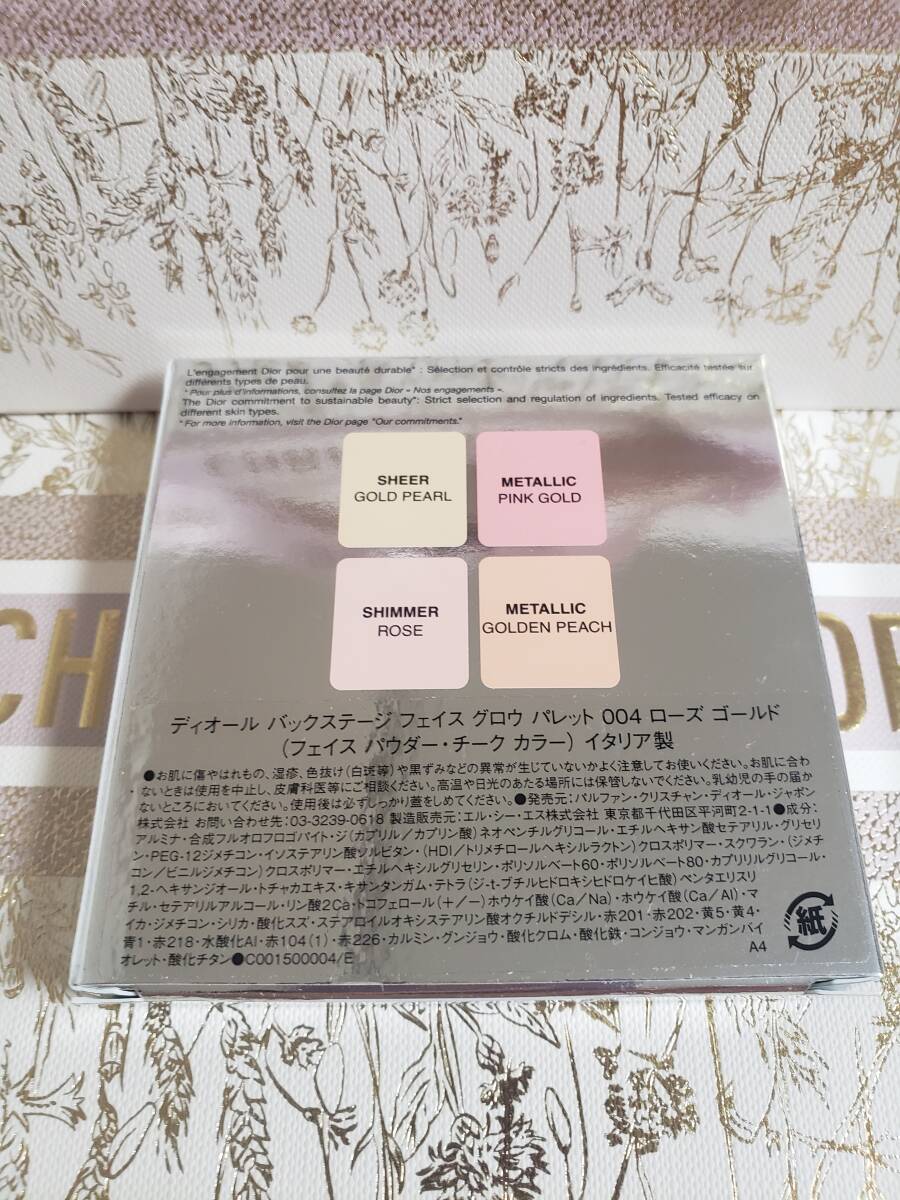 L'engagement Dior pour une beauté durable* : Sélection et contrôle stricts des ingrédients. Efficacité testée sur
différents types de peau.
* Pour plus d'informations, consultez la page Dior « Nos engagements ».
The Dior commitment to sustainable beauty*: Strict selection and regulation of ingredients. Tested efficacy on
different skin types.
*For more information, visit the Dior page "Our commitments."
SHEER
GOLD PEARL
METALLIC
PINK GOLD
SHIMMER
ROSE
METALLIC
GOLDEN PEACH
CH
OR
ディオール バックステージ フェイス グロウ パレット 004 ローズ ゴールド
(フェイス パウダー・チーク カラー) イタリア製
●お肌に傷やはれもの、湿疹、色抜け(白斑等)や黒ずみなどの異常が生じていないかよく注意してお使いください。お肌に合わ
ないときは使用を中止し、皮膚科医等にご相談ください。高温や日光のあたる場所には保管しないでください。乳幼児の手の届か
ないところにおいてください。使用後は必ずしっかり蓋をしめてください。●発売元:パルファン・クリスチャン・ディオール・ジャポン
株式会社 お問い合わせ先:03-3239-0618 製造販売元:エル・シー・エス株式会社 東京都千代田区平河町2-1-1●成分:
アルミナ・合成フルオロフロゴパイト・ジ(カプリル/カプリン酸)ネオペンチルグリコール・エチルヘキサン酸セテアリル・グリセリ
ン・PEG-12ジメチコン・イソステアリン酸ソルビタン・(HDI/トリメチロールヘキシルラクトン)クロスポリマー・スクワラン・(ジメチ
コン/ビニルジメチコン)クロスポリマー・エチルヘキシルグリセリン・ポリソルベート60・ポリソルベート80・カプリリルグリコール・
1,2-ヘキサンジオール・トチャカエキス・キサンタンガム・テトラ(ジ-t-ブチルヒドロキシヒドロケイヒ酸)ペンタエリスリ
チル・セテアリルアルコール・リン酸2Ca・トコフェロール(+/−)ホウケイ酸(Ca/Na)・ホウケイ酸(Ca/Al)・マ
イカ・ジメチコン・シリカ・酸化スズ・ステアロイルオキシステアリン酸オクチルドデシル・赤201・赤202・黄5・黄4・
青1・赤218・水酸化Al・赤104(1)・赤226・カルミン・グンジョウ・酸化クロム・酸化鉄・コンジョウ・マンガンバイ
オレット・酸化チタン●C001500004/E
紙
A4